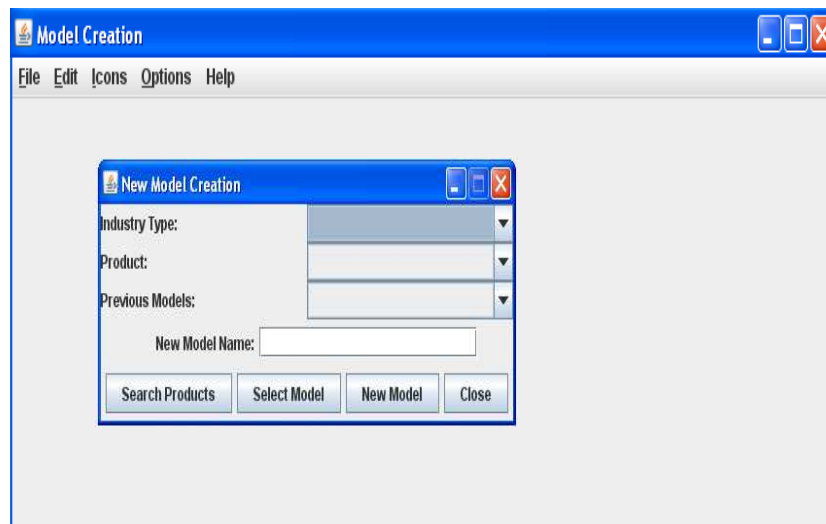 Model Creation
File Edit Icons Options Help
New Model Creation
Industry Type:
Product:
Previous Models:
New Model Name:
Search Products Select Model New Model Close